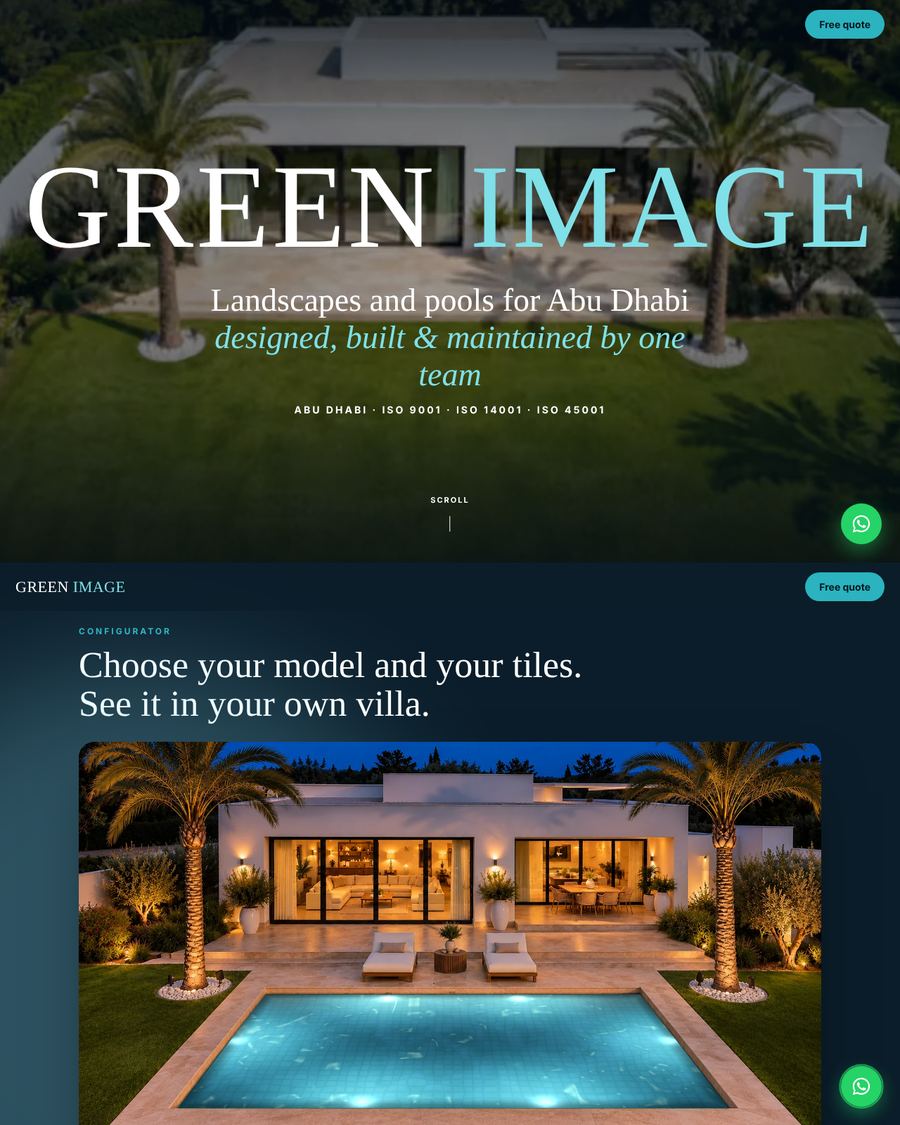 Free quote
GREEN IMAGE
Landscapes and pools for Abu Dhabi
designed, built & maintained by one
team
ABU DHABI · ISO 9001 · ISO 14001 · ISO 45001
SCROLL
GREEN IMAGE
Free quote
CONFIGURATOR
Choose your model and your tiles.
See it in your own villa.